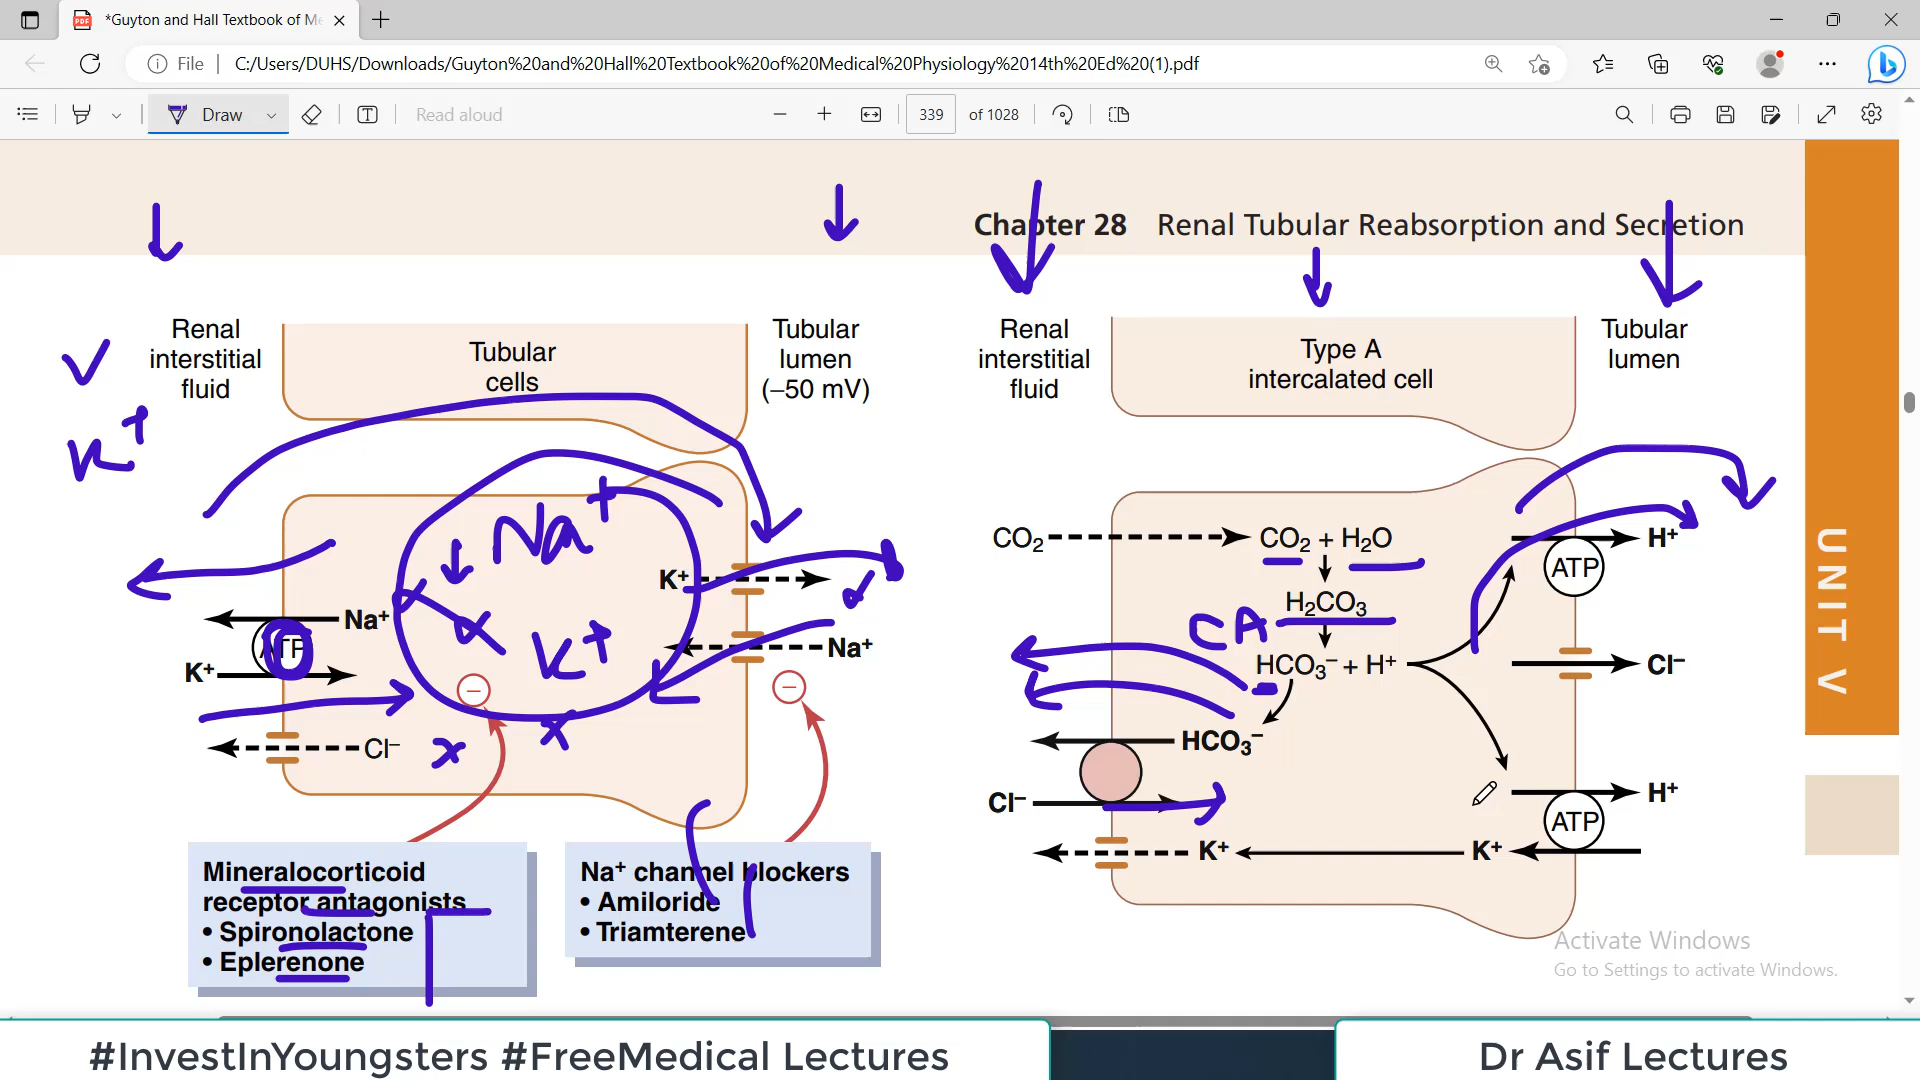 *Guyton and Hall Textbook of Me
File
C:/Users/DUHS/Downloads/Guyton%20and%20Hall%20Textbook%20of%20Medical%20Physiology%2014th%20Ed%20(1).pdf
Draw
Read aloud
339
of 1028
Chapter 28 Renal Tubular Reabsorption and Secretion
UNIT V
Renal
interstitial
fluid
Tubular
cells
Tubular
lumen
(−50 mV)
K+
Na+
K+
Na+
K+
ATP
K+
Na+
Cl−
Mineralocorticoid
receptor antagonists
• Spironolactone
• Eplerenone
Na+ channel blockers
• Amiloride
• Triamterene
Renal
interstitial
fluid
Type A
intercalated cell
Tubular
lumen
CO2
CO2 + H2O
H2CO3
CA
HCO3− + H+
HCO3−
Cl−
K+
H+
ATP
Cl−
H+
ATP
K+
Activate Windows
Go to Settings to activate Windows.
#InvestInYoungsters #FreeMedical Lectures
Dr Asif Lectures